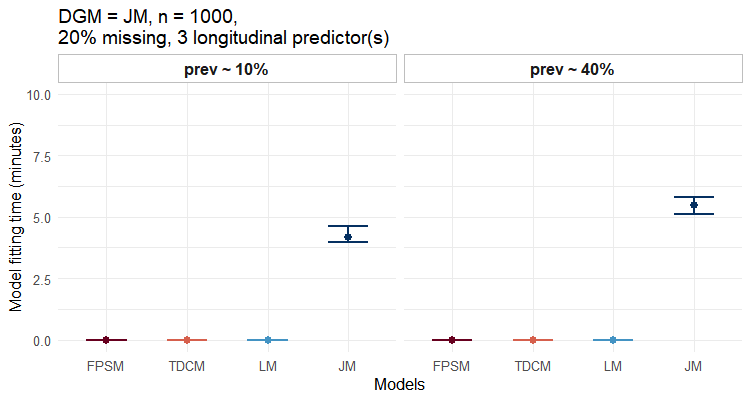 DGM = JM, n = 1000,
20% missing, 3 longitudinal predictor(s)
prev ~ 10%
prev ~ 40%
Model fitting time (minutes)
10.0
7.5
5.0
2.5
0.0
FPSM TDCM LM JM
FPSM TDCM LM JM
Models